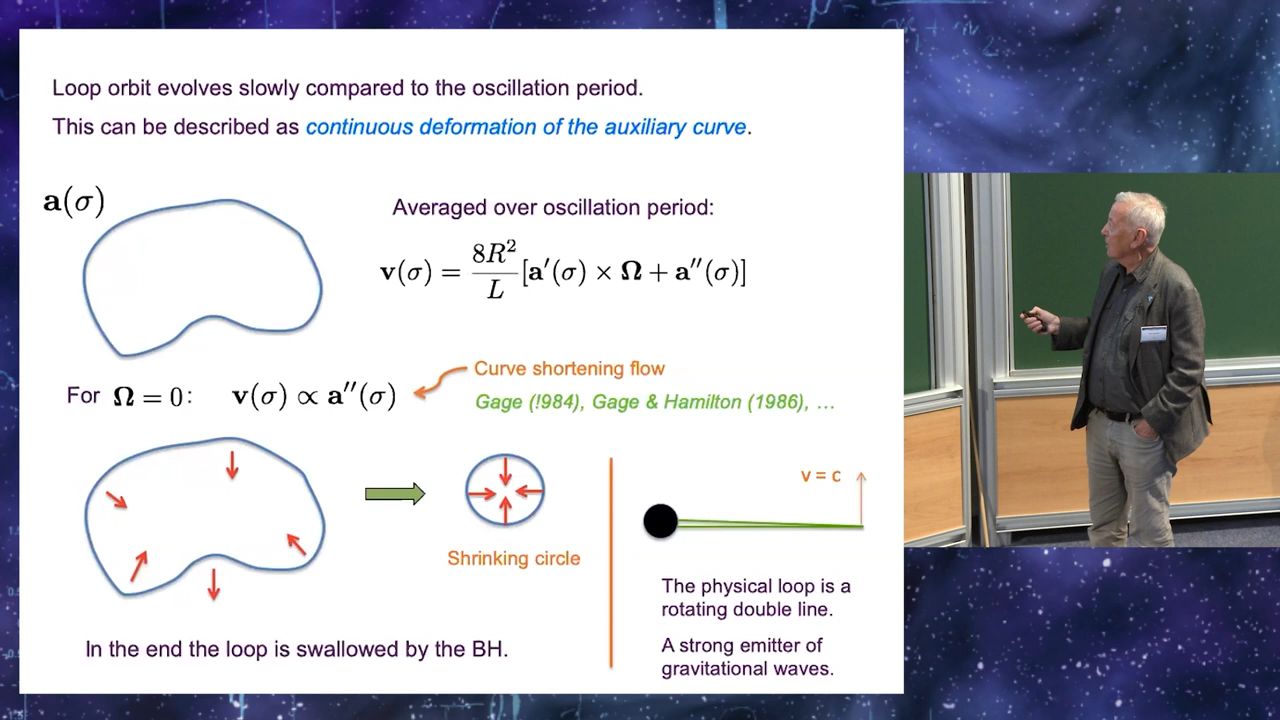 Loop orbit evolves slowly compared to the oscillation period.
This can be described as continuous deformation of the auxiliary curve.
a(σ)
Averaged over oscillation period:
v(σ) = 8R²/L [a′(σ) × Ω + a″(σ)]
Curve shortening flow
For Ω = 0: v(σ) ∝ a″(σ)
Gage (!984), Gage & Hamilton (1986), …
v = c
Shrinking circle
The physical loop is a
rotating double line.
In the end the loop is swallowed by the BH.
A strong emitter of
gravitational waves.